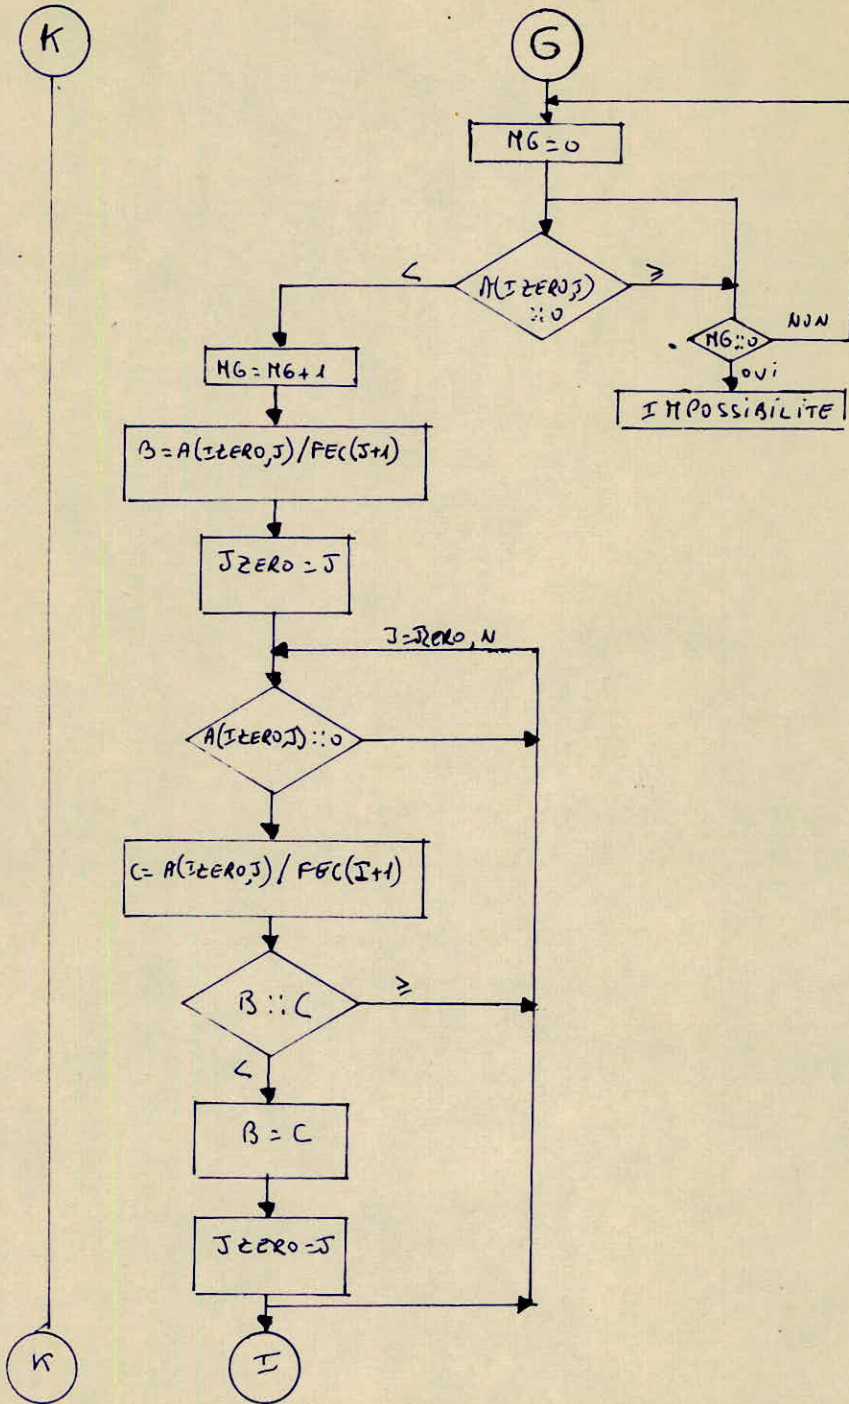 K
G
MG=0
<
A(IZERO,J)
::0
≥
MG::0
NON
OUI
IMPOSSIBILITE
MG=MG+1
B=A(IZERO,J)/FEC(J+1)
JZERO=J
J=JZERO,N
A(IZERO,J)::0
C=A(IZERO,J)/FEC(I+1)
B::C
≥
<
B=C
JZERO=J
K
I